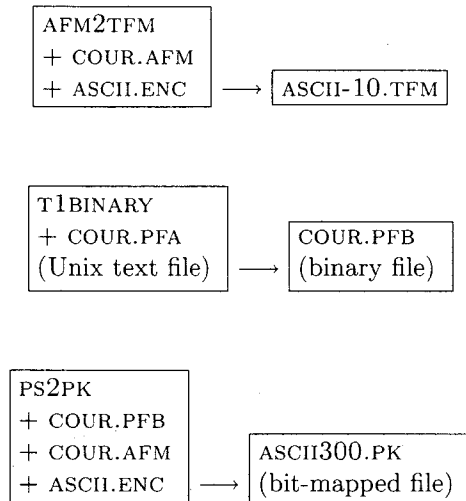 AFM2TFM
+ COUR.AFM
+ ASCII.ENC
ASCII-10.TFM
T1BINARY
+ COUR.PFA
(Unix text file)
COUR.PFB
(binary file)
PS2PK
+ COUR.PFB
+ COUR.AFM
+ ASCII.ENC
ASCII300.PK
(bit-mapped file)